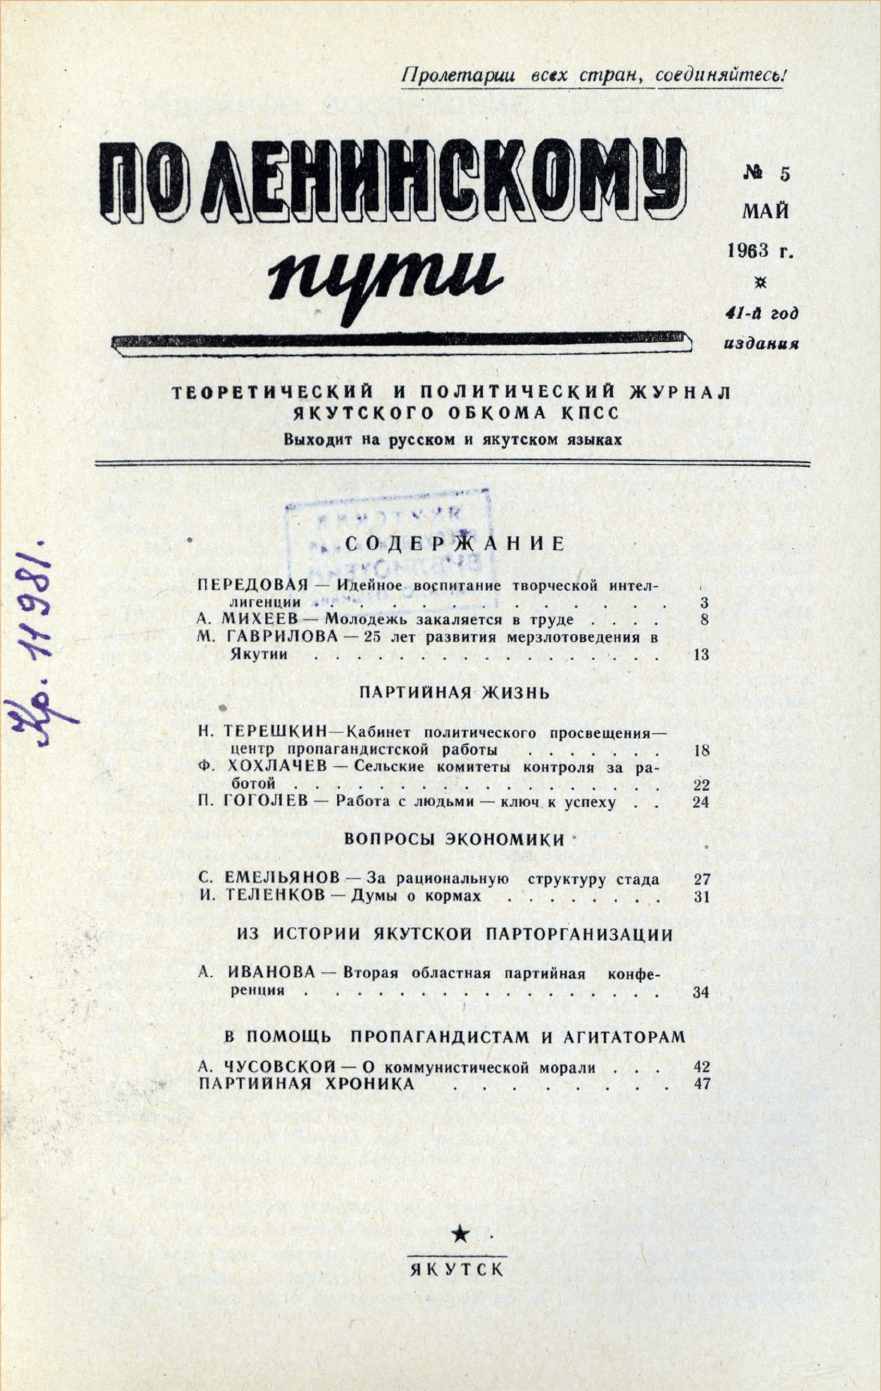 Пролетарии всех стран, соединяйтесь!
ПО ЛЕНИНСКОМУ
пути
№ 5
МАЙ
1963 г.
41-й год
издания
ТЕОРЕТИЧЕСКИЙ И ПОЛИТИЧЕСКИЙ ЖУРНАЛ
ЯКУТСКОГО ОБКОМА КПСС
Выходит на русском и якутском языках
СОДЕРЖАНИЕ
ПЕРЕДОВАЯ — Идейное воспитание творческой интел-
лигенции . . . . . . . . . . . . . 3
А. МИХЕЕВ — Молодежь закаляется в труде . . . . 8
М. ГАВРИЛОВА — 25 лет развития мерзлотоведения в
Якутии . . . . . . . . . . . . . 13
ПАРТИЙНАЯ ЖИЗНЬ
Н. ТЕРЕШКИН — Кабинет политического просвещения —
центр пропагандистской работы . . . . . . . 18
Ф. ХОХЛАЧЕВ — Сельские комитеты контроля за ра-
ботой . . . . . . . . . . . . . . 22
П. ГОГОЛЕВ — Работа с людьми — ключ к успеху . . 24
ВОПРОСЫ ЭКОНОМИКИ
С. ЕМЕЛЬЯНОВ — За рациональную структуру стада 27
И. ТЕЛЕНКОВ — Думы о кормах . . . . . . . . 31
ИЗ ИСТОРИИ ЯКУТСКОЙ ПАРТОРГАНИЗАЦИИ
А. ИВАНОВА — Вторая областная партийная конфе-
ренция . . . . . . . . . . . . . . 34
В ПОМОЩЬ ПРОПАГАНДИСТАМ И АГИТАТОРАМ
А. ЧУСОВСКОЙ — О коммунистической морали . . . 42
ПАРТИЙНАЯ ХРОНИКА . . . . . . . . 47
ЯКУТСК
Кр. 11981.